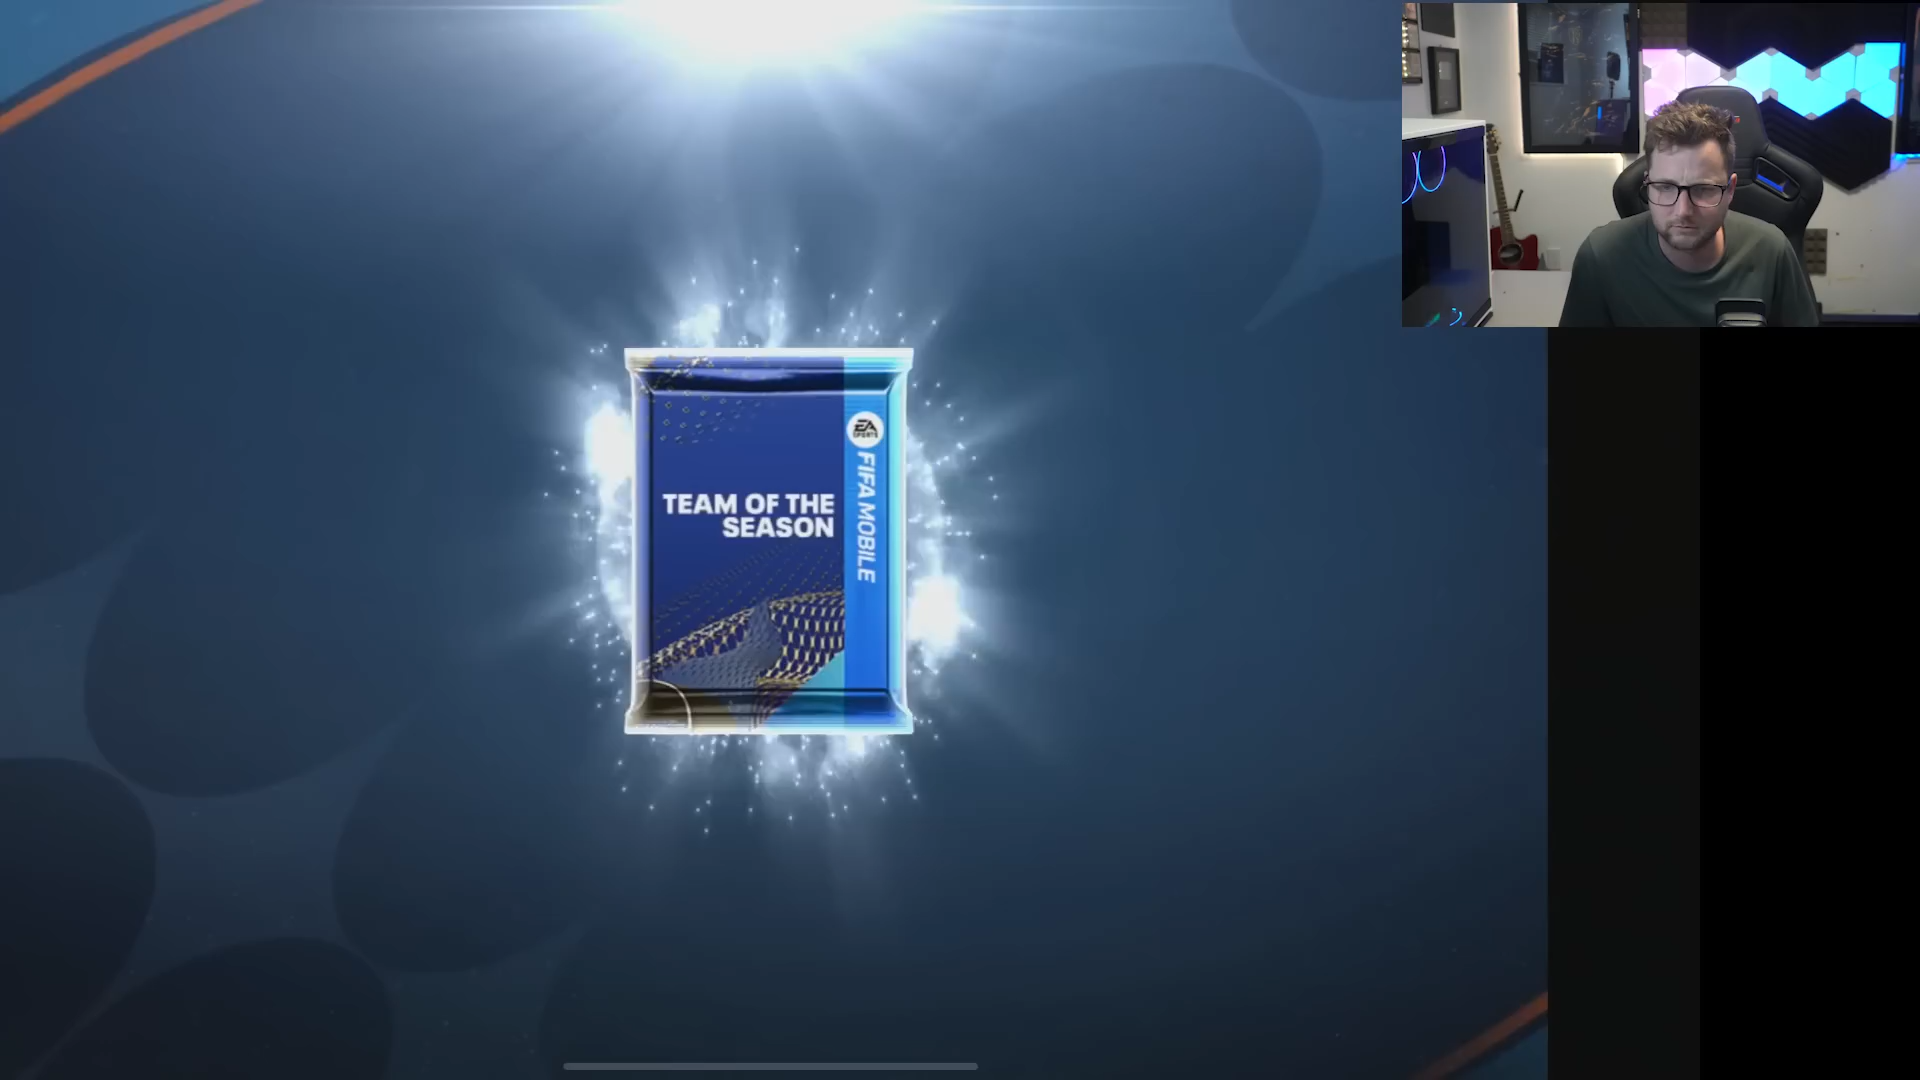 TEAM OF THE
SEASON
EA
SPORTS
FIFA MOBILE